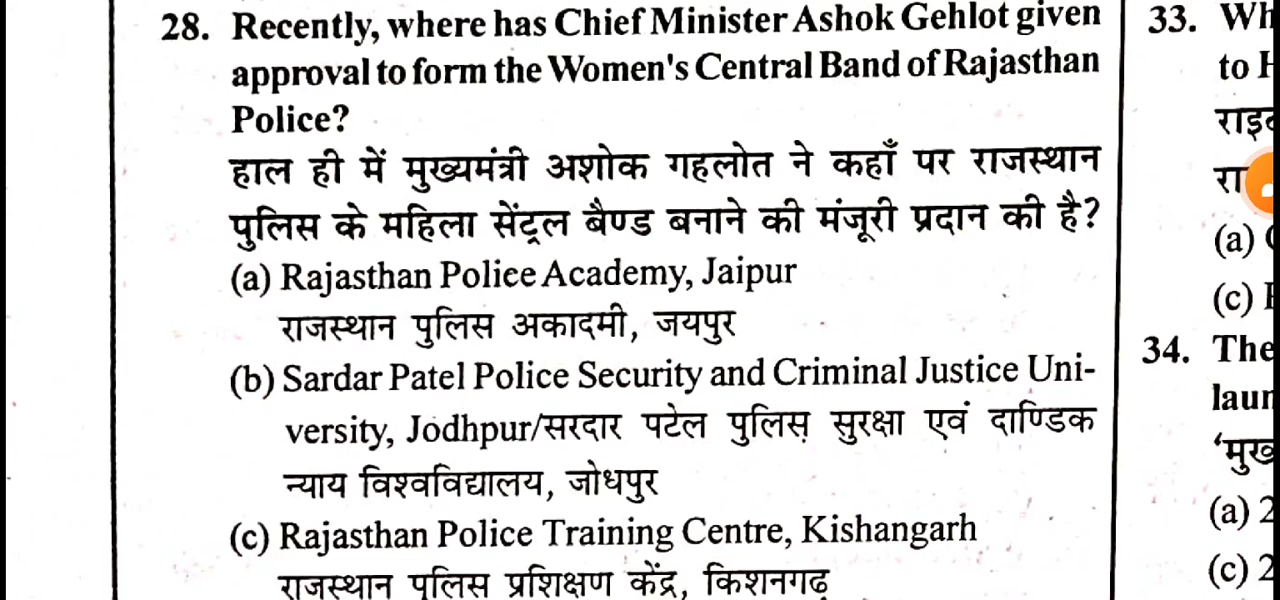 28. Recently, where has Chief Minister Ashok Gehlot given
approval to form the Women's Central Band of Rajasthan
Police?
हाल ही में मुख्यमंत्री अशोक गहलोत ने कहाँ पर राजस्थान
पुलिस के महिला सेंट्रल बैण्ड बनाने की मंजूरी प्रदान की है?
(a) Rajasthan Police Academy, Jaipur
राजस्थान पुलिस अकादमी, जयपुर
(b) Sardar Patel Police Security and Criminal Justice Uni-
versity, Jodhpur/सरदार पटेल पुलिस सुरक्षा एवं दाण्डिक
न्याय विश्वविद्यालय, जोधपुर
(c) Rajasthan Police Training Centre, Kishangarh
राजस्थान पुलिस प्रशिक्षण केंद्र, किशनगढ़
33.
to
(a)
(c)
34. The
(a) 2
(c) 2